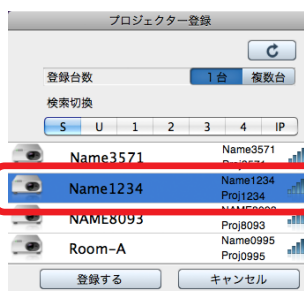 プロジェクター登録
登録台数
1台 複数台
検索切換
S U 1 2 3 4 IP
Name3571 Name3571
Proj3571
Name1234 Name1234
Proj1234
NAME8093
Proj8093
Room-A Name0995
Proj0995
登録する キャンセル